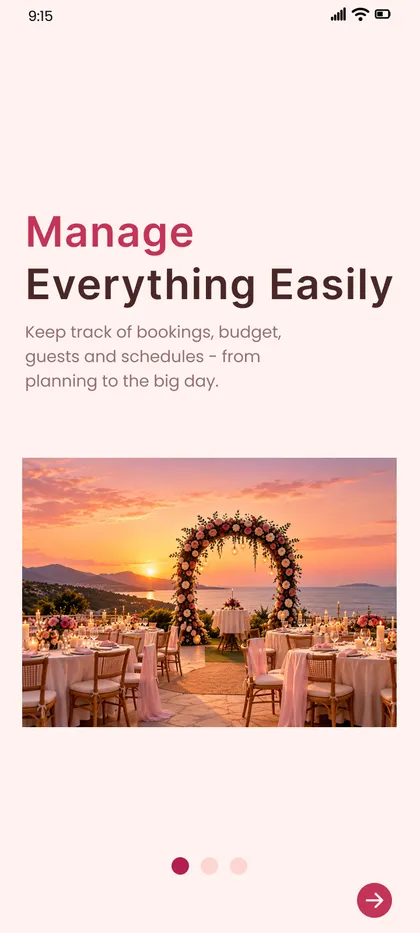 9:15
Manage
Everything Easily
Keep track of bookings, budget,
guests and schedules - from
planning to the big day.